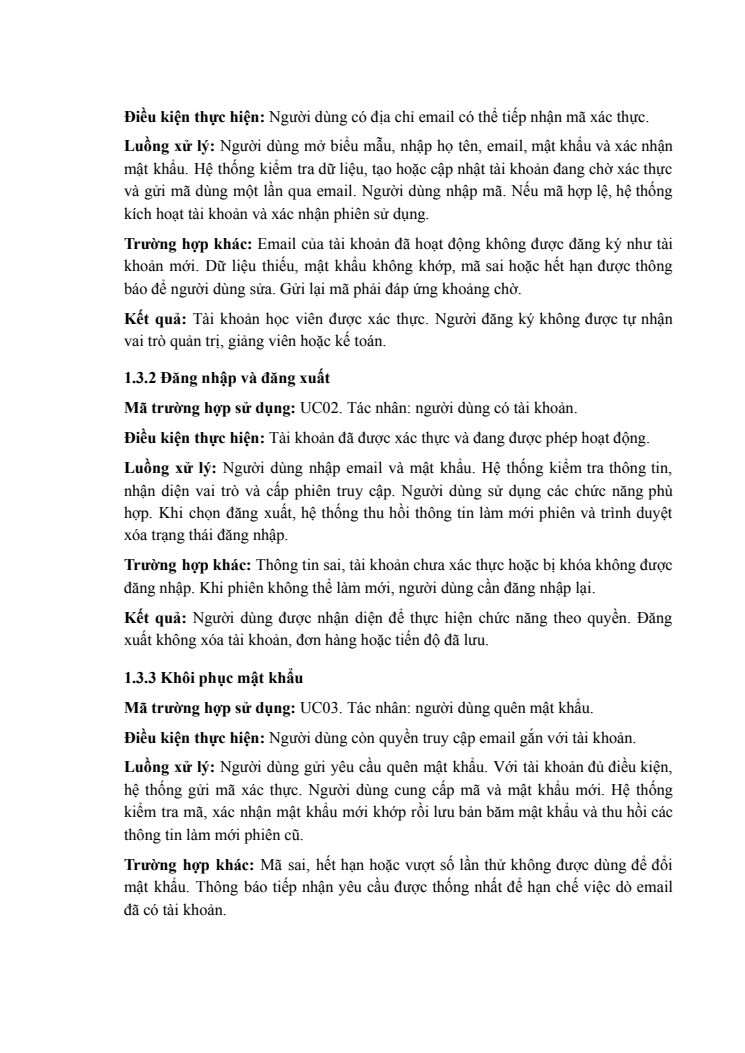 Điều kiện thực hiện: Người dùng có địa chỉ email có thể tiếp nhận mã xác thực.
Luồng xử lý: Người dùng mở biểu mẫu, nhập họ tên, email, mật khẩu và xác nhận
mật khẩu. Hệ thống kiểm tra dữ liệu, tạo hoặc cập nhật tài khoản đang chờ xác thực
và gửi mã dùng một lần qua email. Người dùng nhập mã. Nếu mã hợp lệ, hệ thống
kích hoạt tài khoản và xác nhận phiên sử dụng.
Trường hợp khác: Email của tài khoản đã hoạt động không được đăng ký như tài
khoản mới. Dữ liệu thiếu, mật khẩu không khớp, mã sai hoặc hết hạn được thông
báo để người dùng sửa. Gửi lại mã phải đáp ứng khoảng chờ.
Kết quả: Tài khoản học viên được xác thực. Người đăng ký không được tự nhận
vai trò quản trị, giảng viên hoặc kế toán.
1.3.2 Đăng nhập và đăng xuất
Mã trường hợp sử dụng: UC02. Tác nhân: người dùng có tài khoản.
Điều kiện thực hiện: Tài khoản đã được xác thực và đang được phép hoạt động.
Luồng xử lý: Người dùng nhập email và mật khẩu. Hệ thống kiểm tra thông tin,
nhận diện vai trò và cấp phiên truy cập. Người dùng sử dụng các chức năng phù
hợp. Khi chọn đăng xuất, hệ thống thu hồi thông tin làm mới phiên và trình duyệt
xóa trạng thái đăng nhập.
Trường hợp khác: Thông tin sai, tài khoản chưa xác thực hoặc bị khóa không được
đăng nhập. Khi phiên không thể làm mới, người dùng cần đăng nhập lại.
Kết quả: Người dùng được nhận diện để thực hiện chức năng theo quyền. Đăng
xuất không xóa tài khoản, đơn hàng hoặc tiến độ đã lưu.
1.3.3 Khôi phục mật khẩu
Mã trường hợp sử dụng: UC03. Tác nhân: người dùng quên mật khẩu.
Điều kiện thực hiện: Người dùng còn quyền truy cập email gắn với tài khoản.
Luồng xử lý: Người dùng gửi yêu cầu quên mật khẩu. Với tài khoản đủ điều kiện,
hệ thống gửi mã xác thực. Người dùng cung cấp mã và mật khẩu mới. Hệ thống
kiểm tra mã, xác nhận mật khẩu mới khớp rồi lưu bản băm mật khẩu và thu hồi các
thông tin làm mới phiên cũ.
Trường hợp khác: Mã sai, hết hạn hoặc vượt số lần thử không được dùng để đổi
mật khẩu. Thông báo tiếp nhận yêu cầu được thống nhất để hạn chế việc dò email
đã có tài khoản.